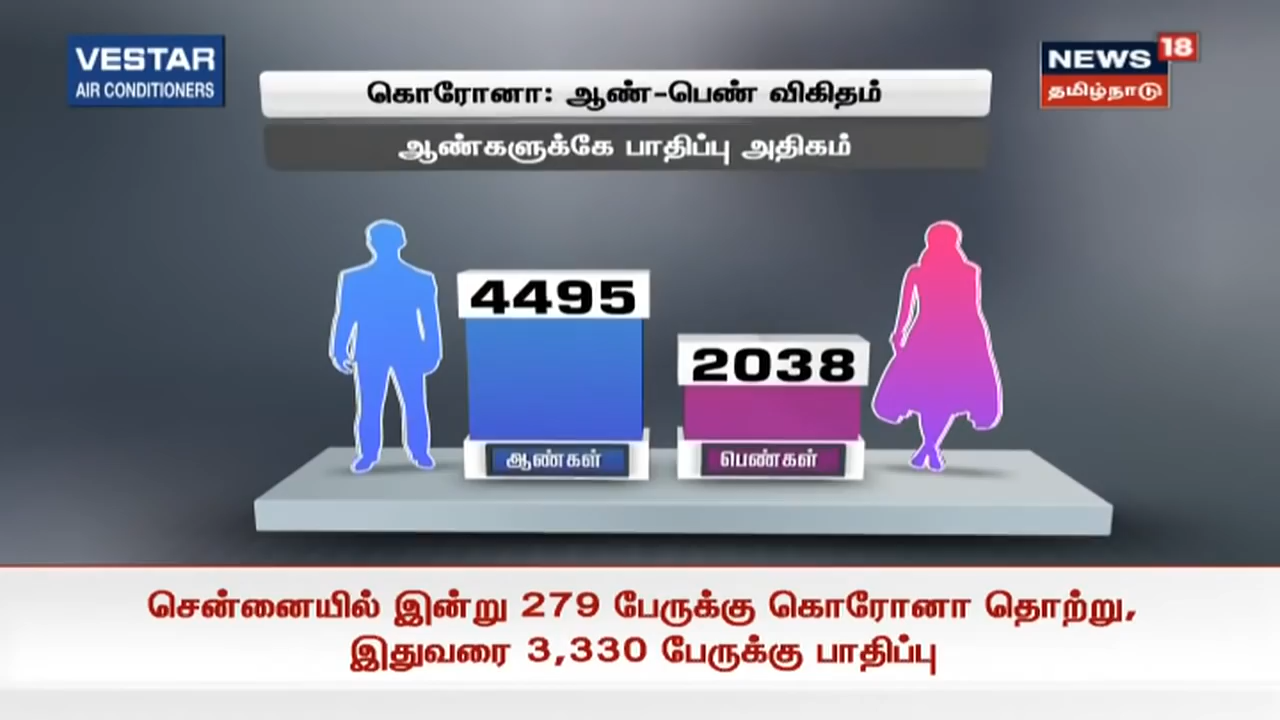 VESTAR
AIR CONDITIONERS
NEWS 18
தமிழ்நாடு
கொரோனா: ஆண்-பெண் விகிதம்
ஆண்களுக்கே பாதிப்பு அதிகம்
4495
2038
ஆண்கள்
பெண்கள்
சென்னையில் இன்று 279 பேருக்கு கொரோனா தொற்று,
இதுவரை 3,330 பேருக்கு பாதிப்பு